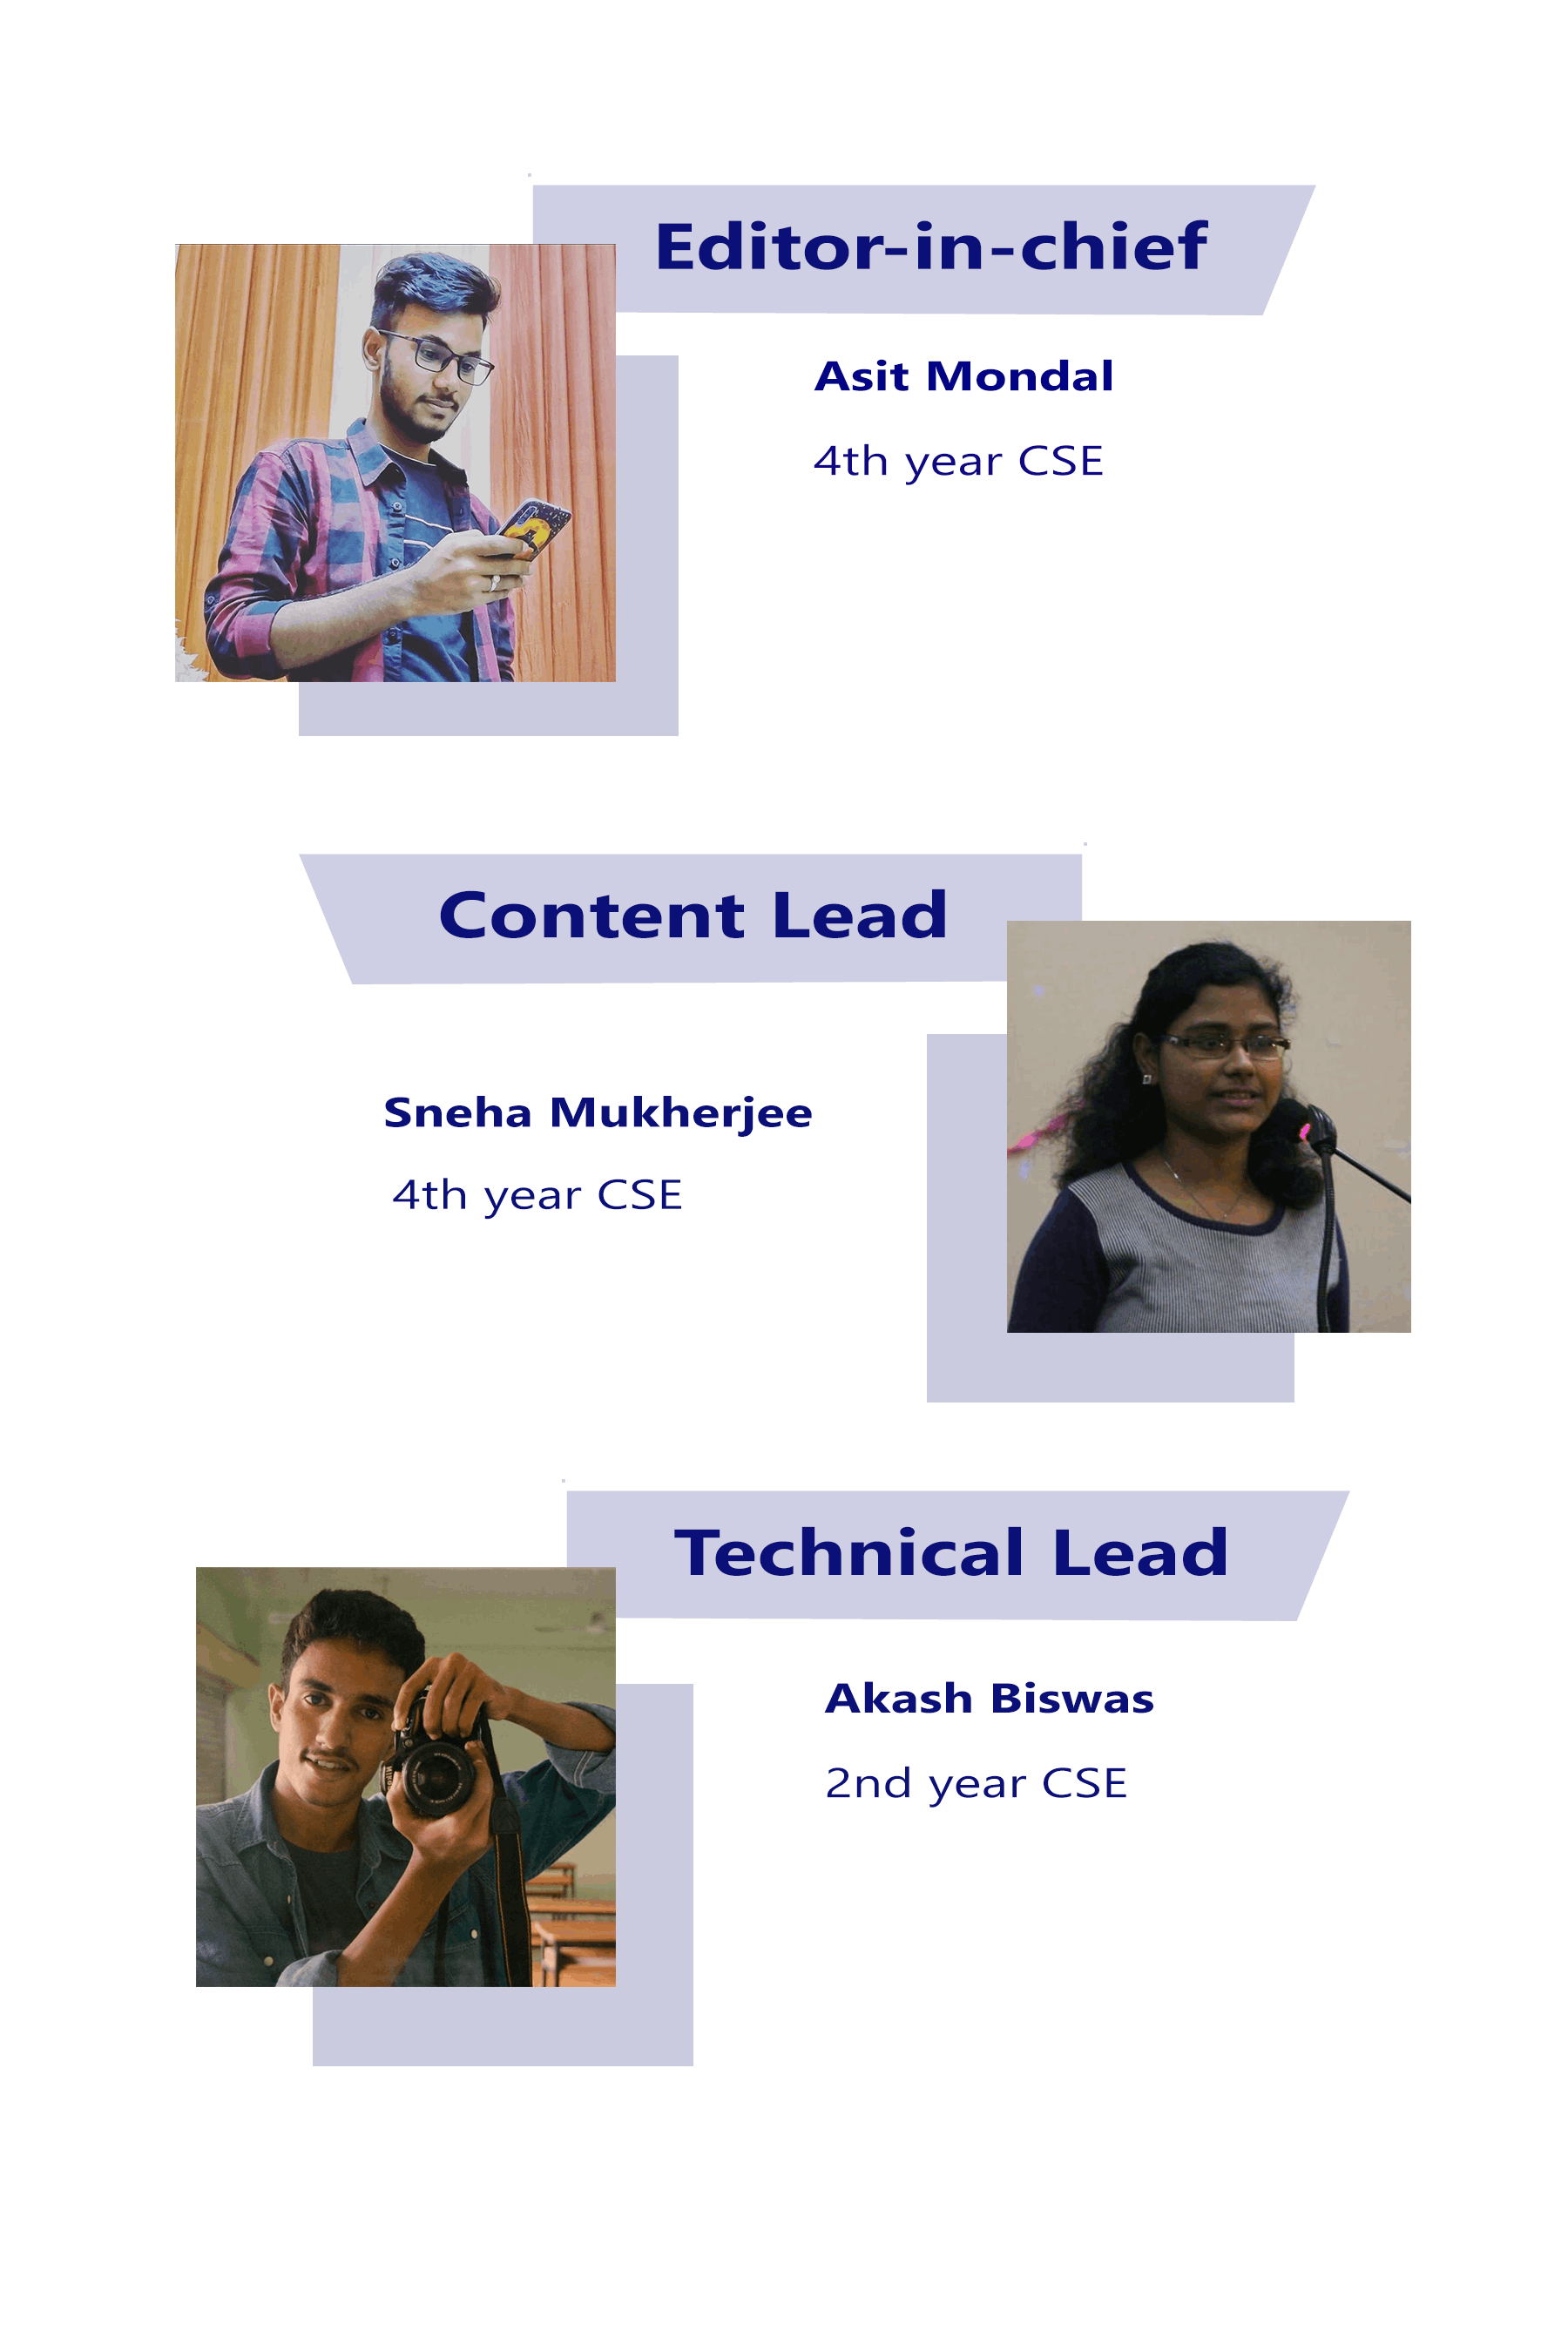 Editor-in-chief
Asit Mondal
4th year CSE
Content Lead
Sneha Mukherjee
4th year CSE
Technical Lead
Akash Biswas
2nd year CSE